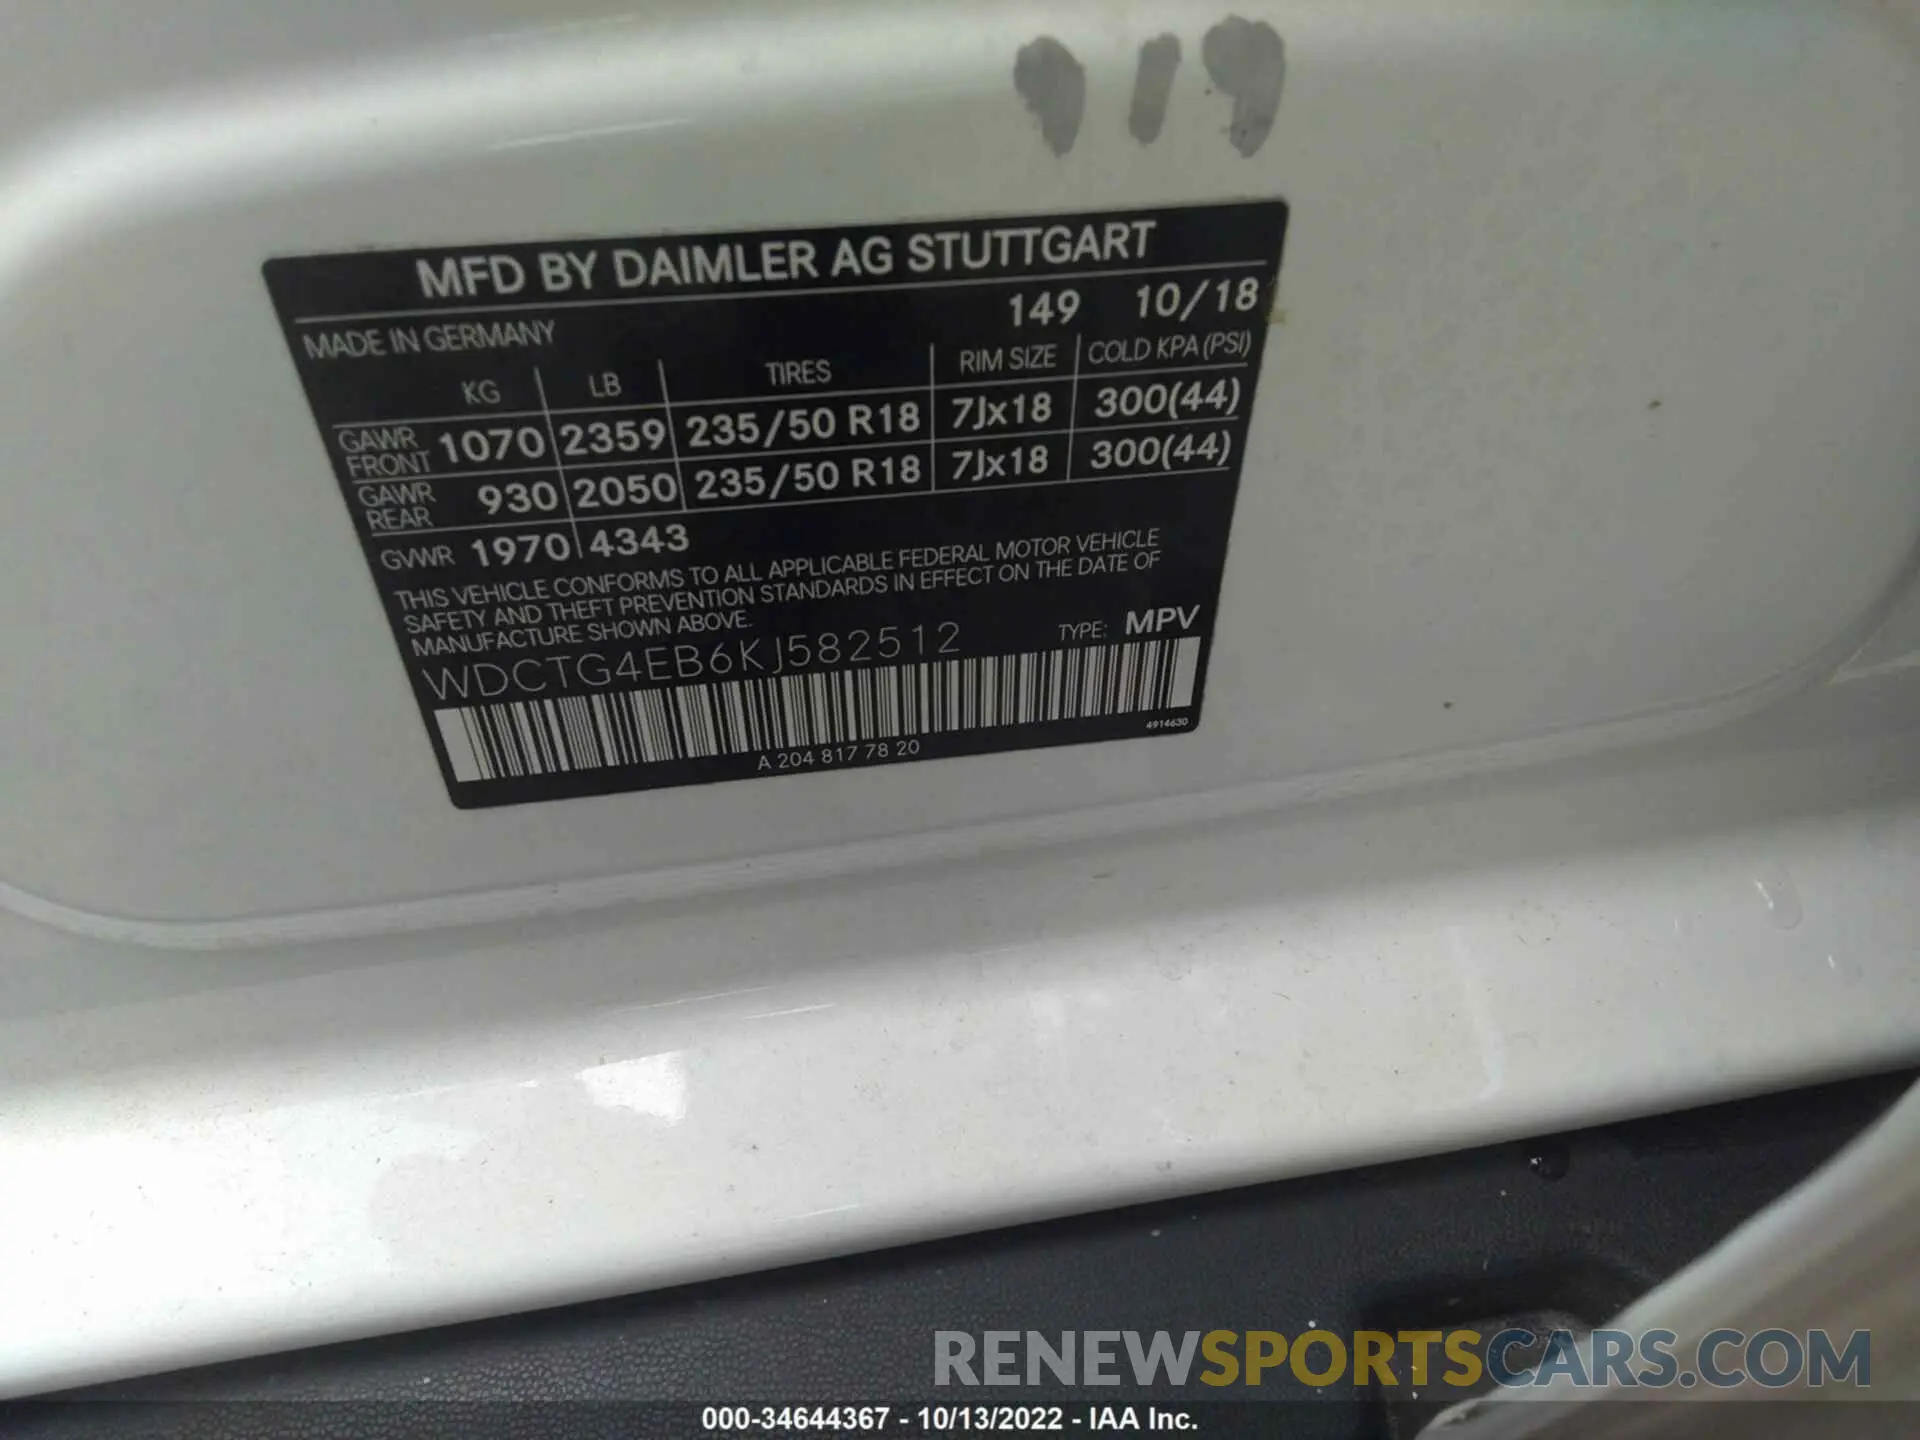 919
MFD BY DAIMLER AG STUTTGART
MADE IN GERMANY 149 10/18
KG LB TIRES RIM SIZE COLD KPA (PSI)
GAWR FRONT 1070 2359 235/50 R18 7Jx18 300(44)
GAWR REAR 930 2050 235/50 R18 7Jx18 300(44)
GVWR 1970 4343
THIS VEHICLE CONFORMS TO ALL APPLICABLE FEDERAL MOTOR VEHICLE
SAFETY AND THEFT PREVENTION STANDARDS IN EFFECT ON THE DATE OF
MANUFACTURE SHOWN ABOVE.
WDCTG4EB6KJ582512 TYPE: MPV
4914630
A 204 817 78 20
RENEWSPORTSCARS.COM
000-34644367 - 10/13/2022 - IAA Inc.